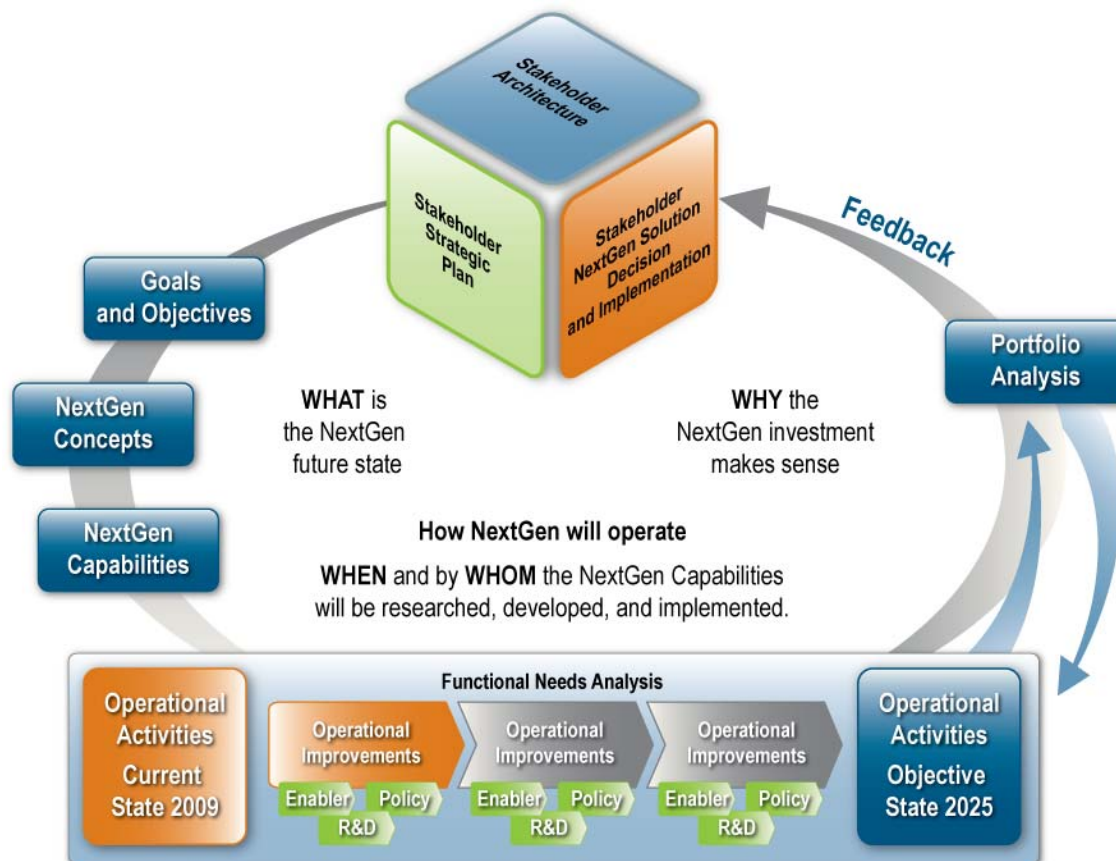 Stakeholder
Architecture
Stakeholder
Strategic
Plan
Stakeholder
NextGen Solution
Decision
and Implementation
Feedback
Goals
and Objectives
NextGen
Concepts
NextGen
Capabilities
Portfolio
Analysis
WHAT is
the NextGen
future state
WHY the
NextGen investment
makes sense
How NextGen will operate
WHEN and by WHOM the NextGen Capabilities
will be researched, developed, and implemented.
Functional Needs Analysis
Operational
Activities
Current
State 2009
Operational
Improvements
Enabler
Policy
R&D
Operational
Improvements
Enabler
Policy
R&D
Operational
Improvements
Enabler
Policy
R&D
Operational
Activities
Objective
State 2025